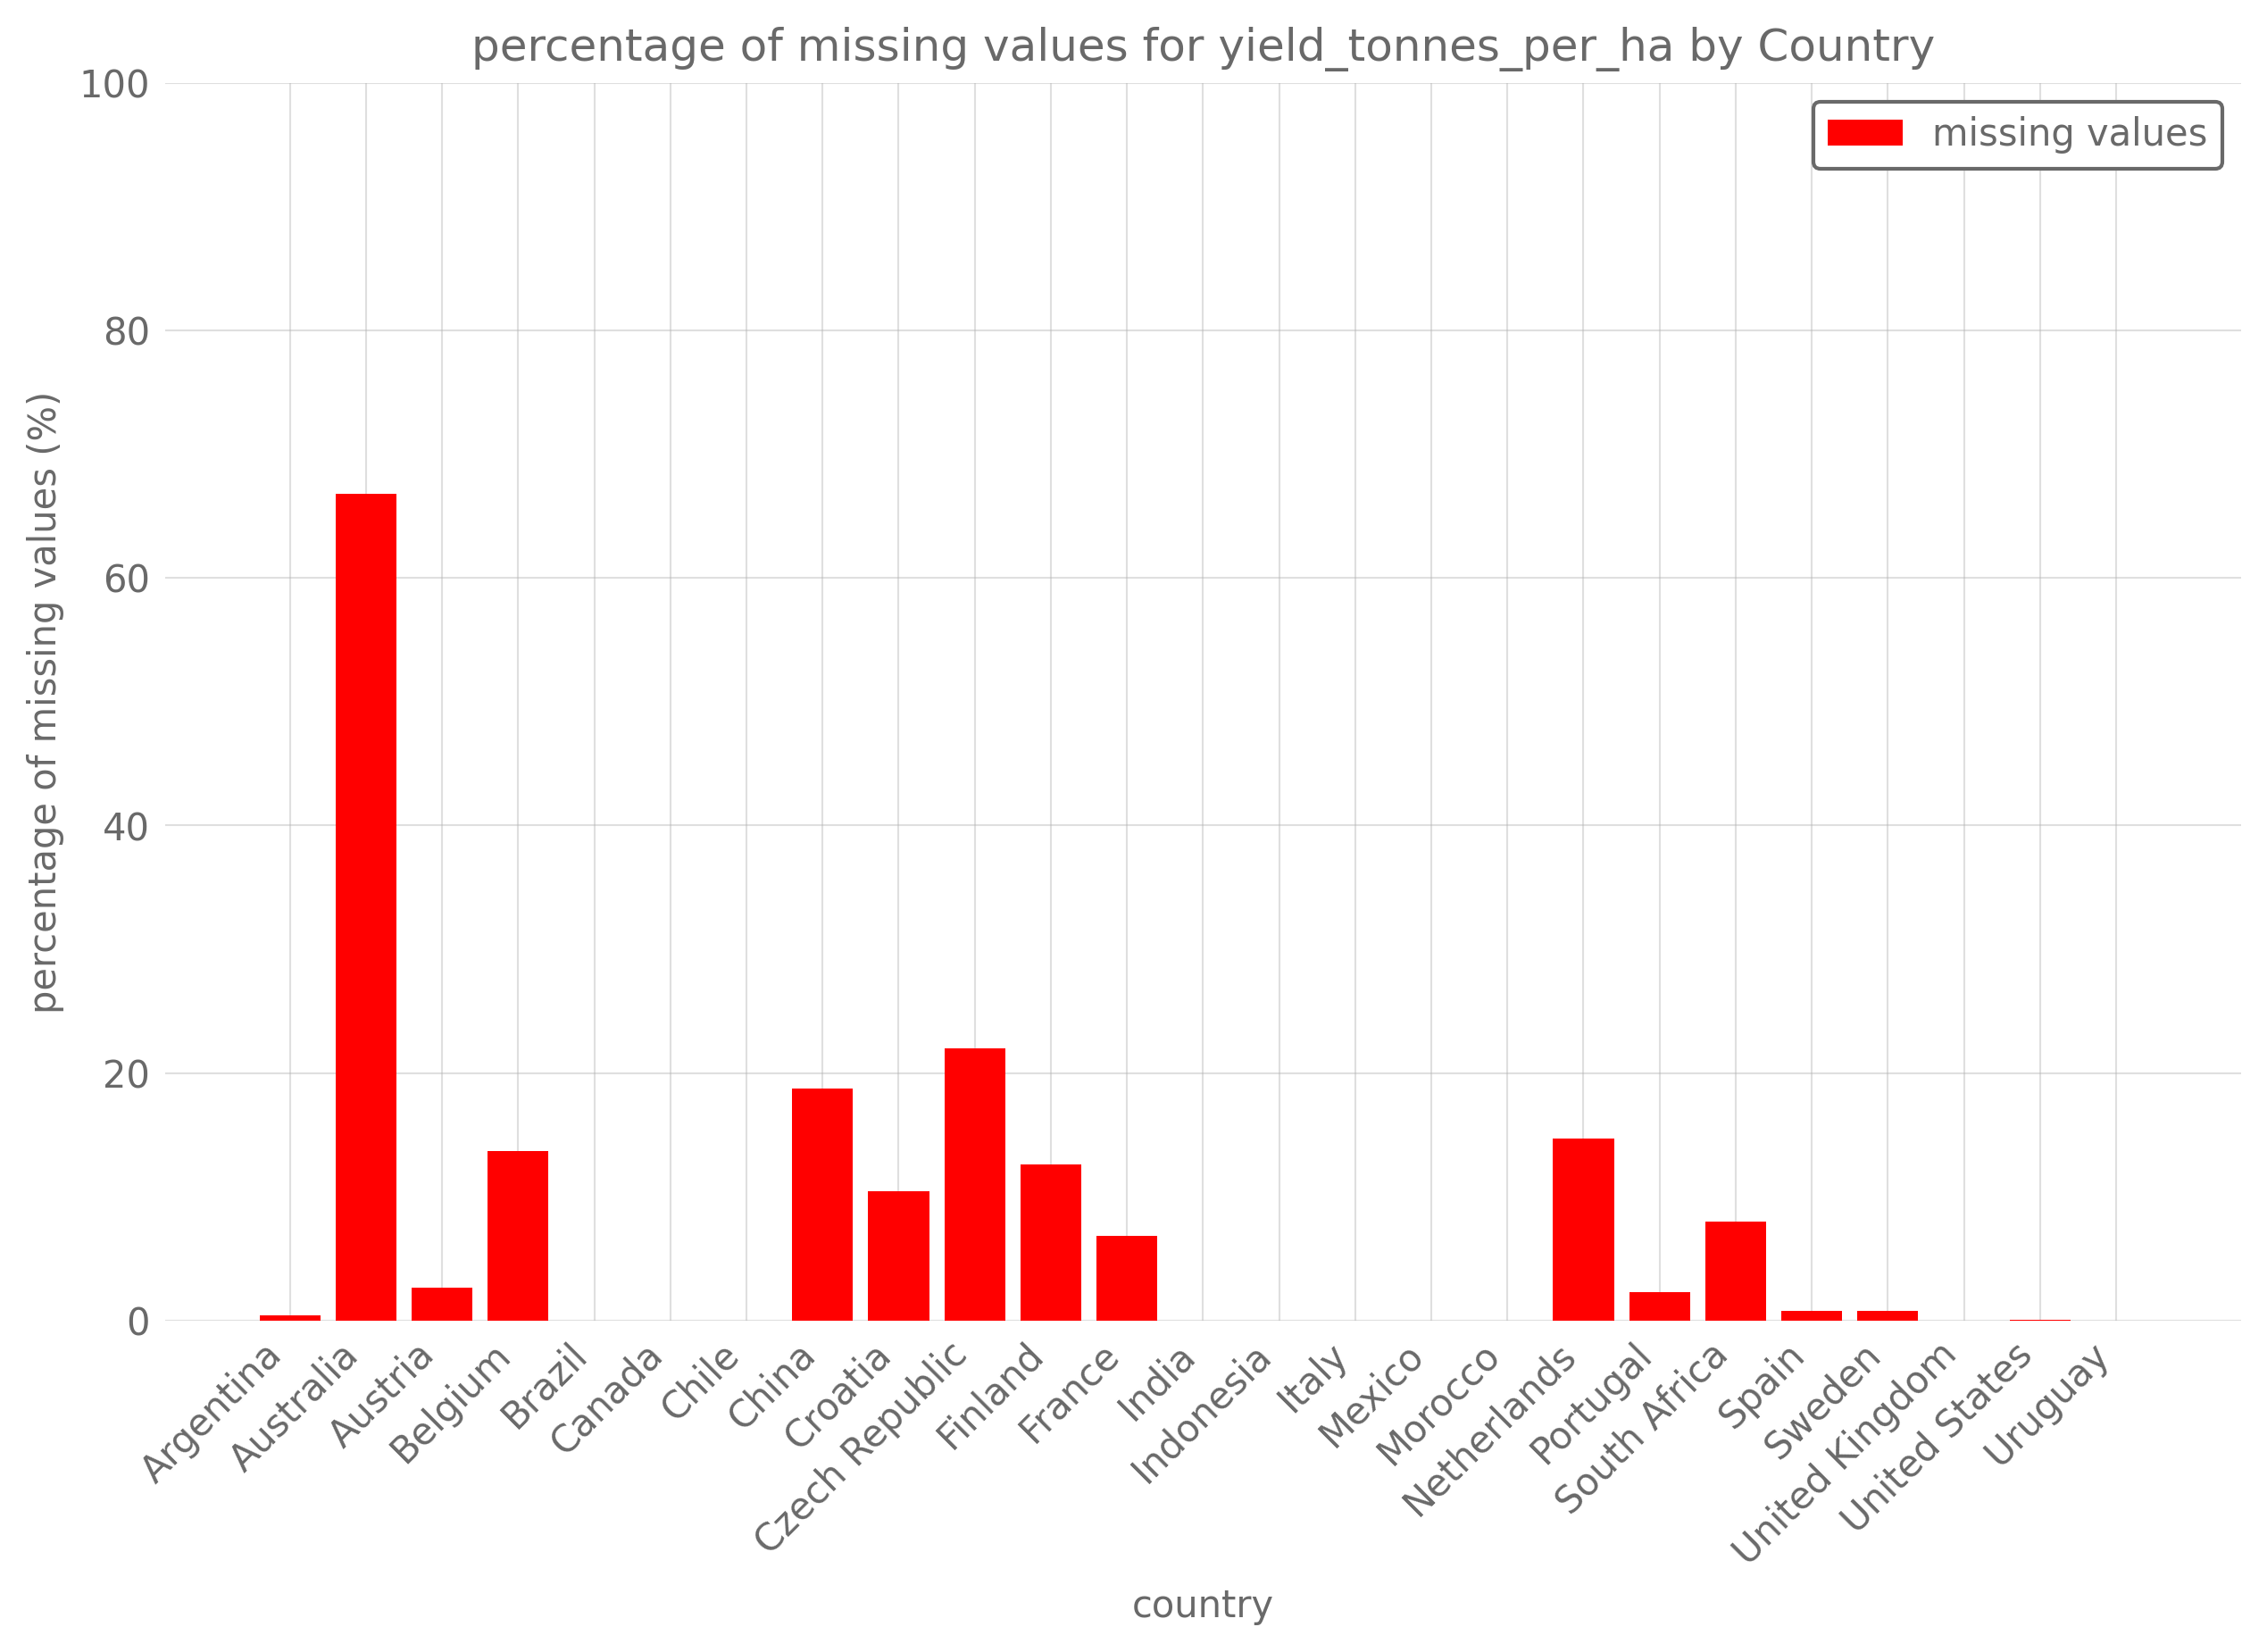 percentage of missing values for yield_tonnes_per_ha by Country
missing values
percentage of missing values (%)
100
80
60
40
20
0
Argentina
Australia
Austria
Belgium
Brazil
Canada
Chile
China
Croatia
Czech Republic
Finland
France
India
Indonesia
Italy
Mexico
Morocco
Netherlands
Portugal
South Africa
Spain
Sweden
United Kingdom
United States
Uruguay
country